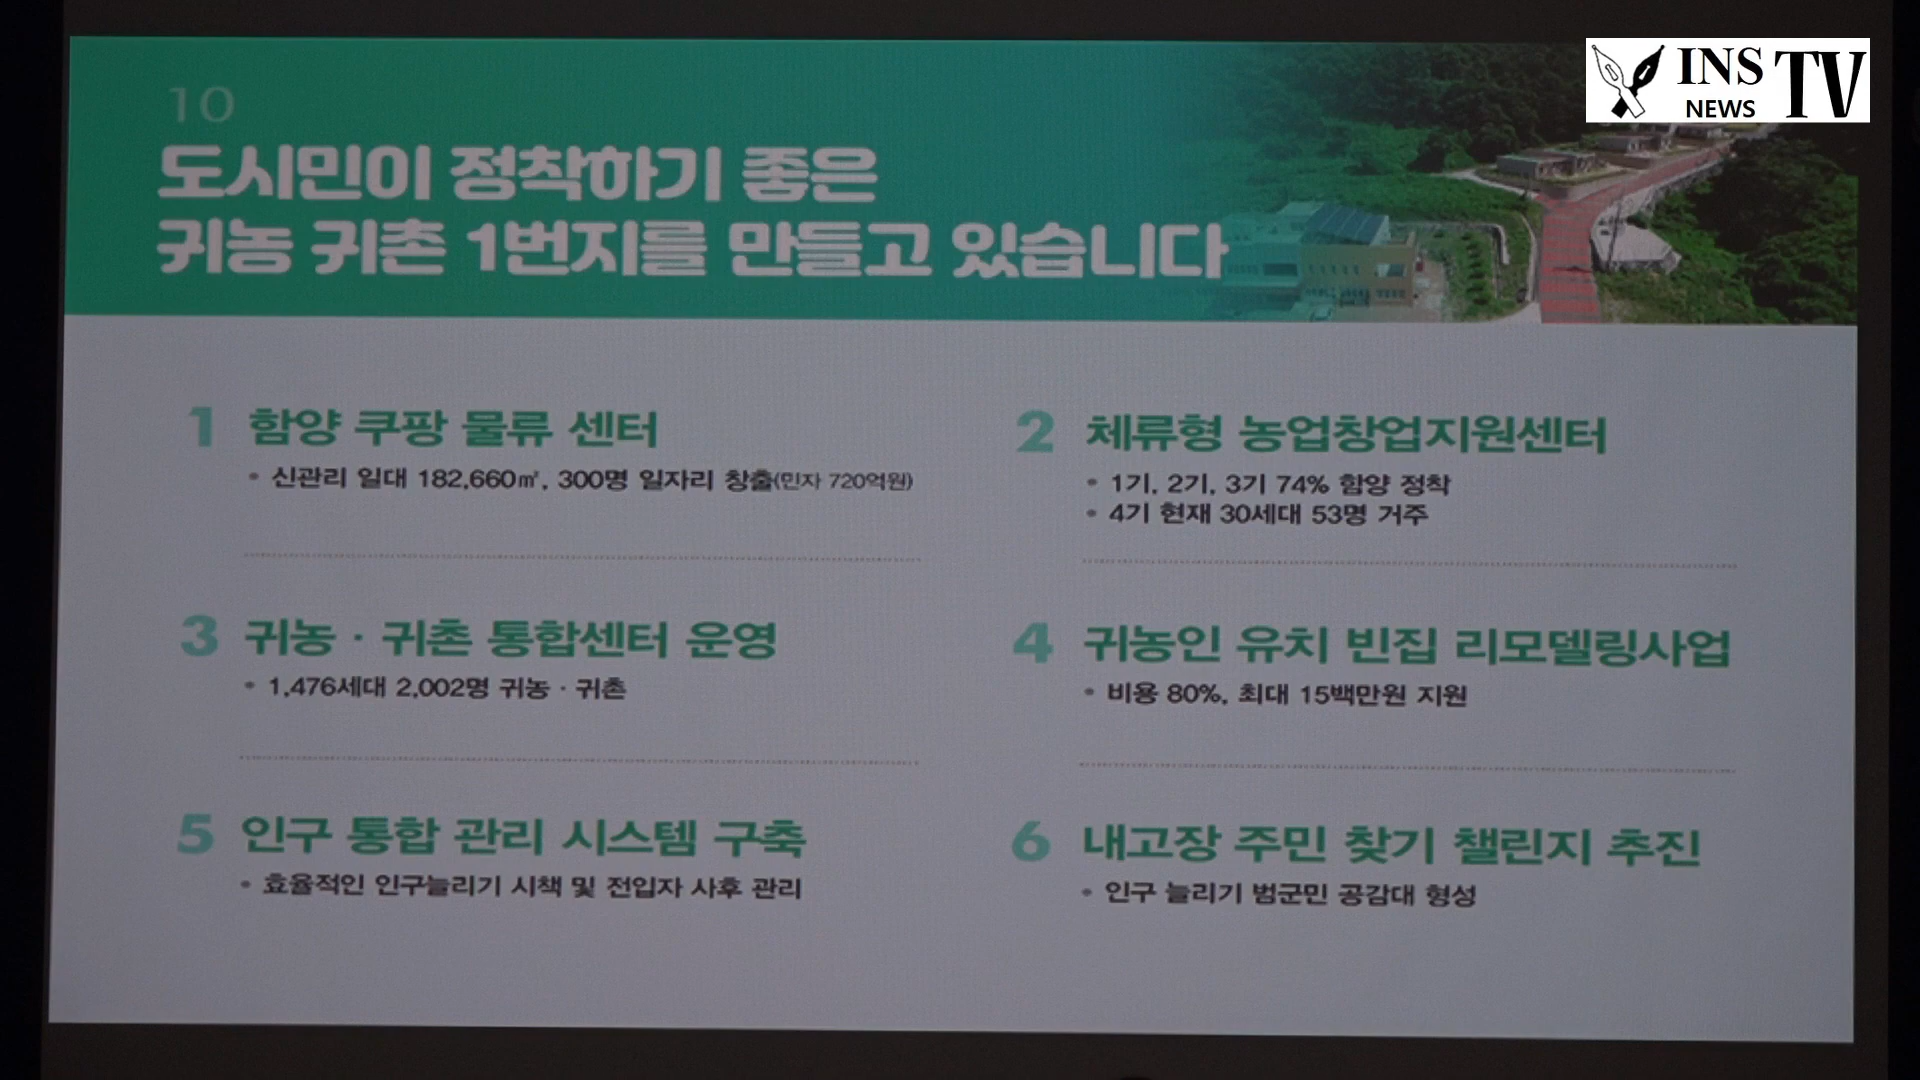 INS
NEWS
TV
10
도시민이 정착하기 좋은
귀농 귀촌 1번지를 만들고 있습니다
1 함양 쿠팡 물류 센터
• 신관리 일대 182,660㎡, 300명 일자리 창출(민자 720억원)
2 체류형 농업창업지원센터
• 1기, 2기, 3기 74% 함양 정착
• 4기 현재 30세대 53명 거주
3 귀농 · 귀촌 통합센터 운영
• 1,476세대 2,002명 귀농 · 귀촌
4 귀농인 유치 빈집 리모델링사업
• 비용 80%, 최대 15백만원 지원
5 인구 통합 관리 시스템 구축
• 효율적인 인구늘리기 시책 및 전입자 사후 관리
6 내고장 주민 찾기 챌린지 추진
• 인구 늘리기 범군민 공감대 형성